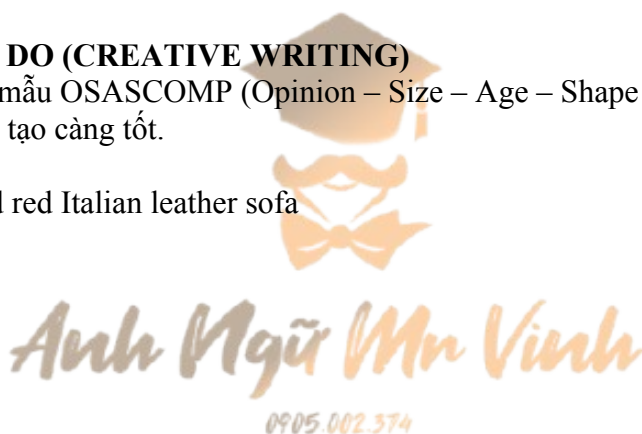 DO (CREATIVE WRITING)
mẫu OSASCOMP (Opinion – Size – Age – Shape
tạo càng tốt.
red Italian leather sofa
Anh Ngữ Mn Vinh
0905.002.374